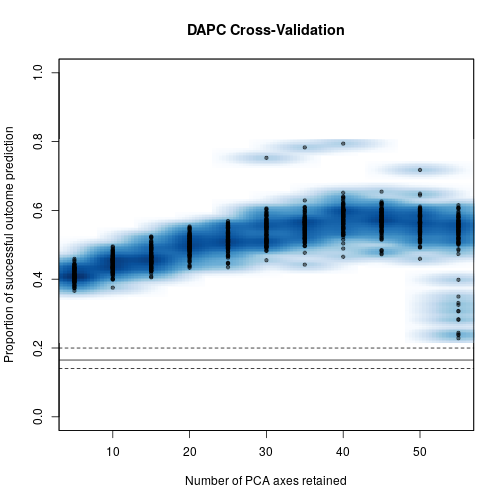 DAPC Cross-Validation
Proportion of successful outcome prediction
1.0
0.8
0.6
0.4
0.2
0.0
10 20 30 40 50
Number of PCA axes retained